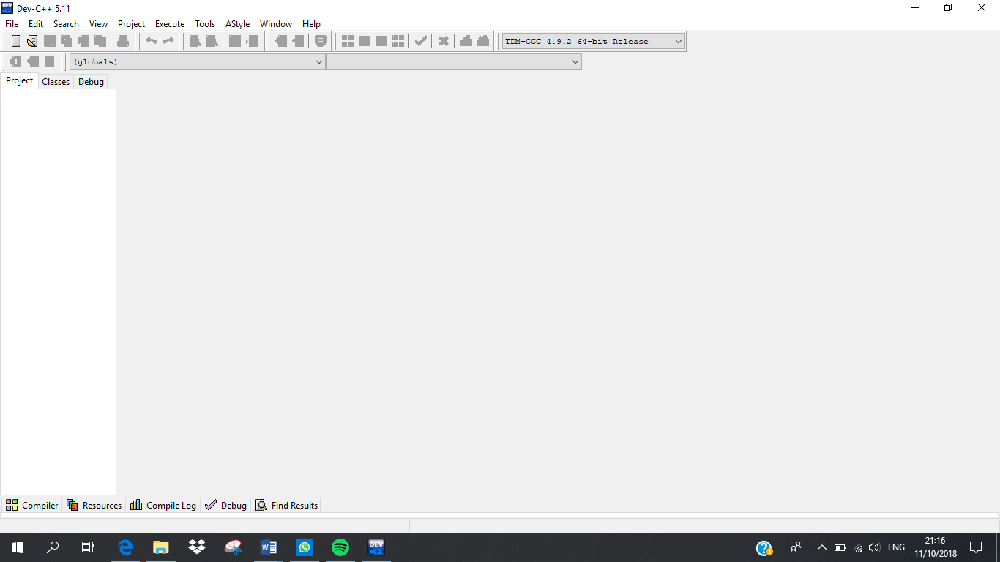 Dev-C++ 5.11
File Edit Search View Project Execute Tools AStyle Window Help
TDM-GCC 4.9.2 64-bit Release
(globals)
Project Classes Debug
Compiler Resources Compile Log Debug Find Results
DEV ENG 21:16
11/10/2018